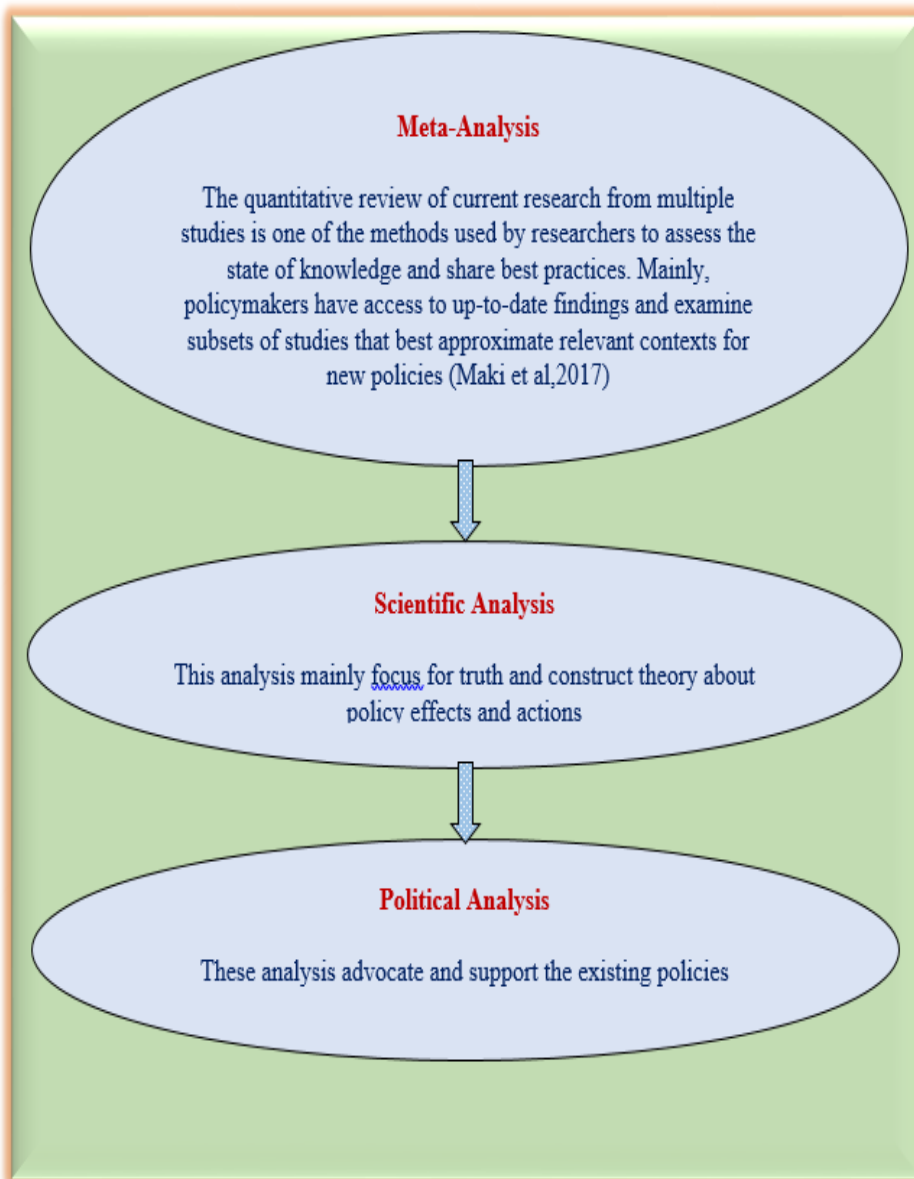 Meta-Analysis
The quantitative review of current research from multiple
studies is one of the methods used by researchers to assess the
state of knowledge and share best practices. Mainly,
policymakers have access to up-to-date findings and examine
subsets of studies that best approximate relevant contexts for
new policies (Maki et al,2017)
Scientific Analysis
This analysis mainly focus for truth and construct theory about
policy effects and actions
Political Analysis
These analysis advocate and support the existing policies